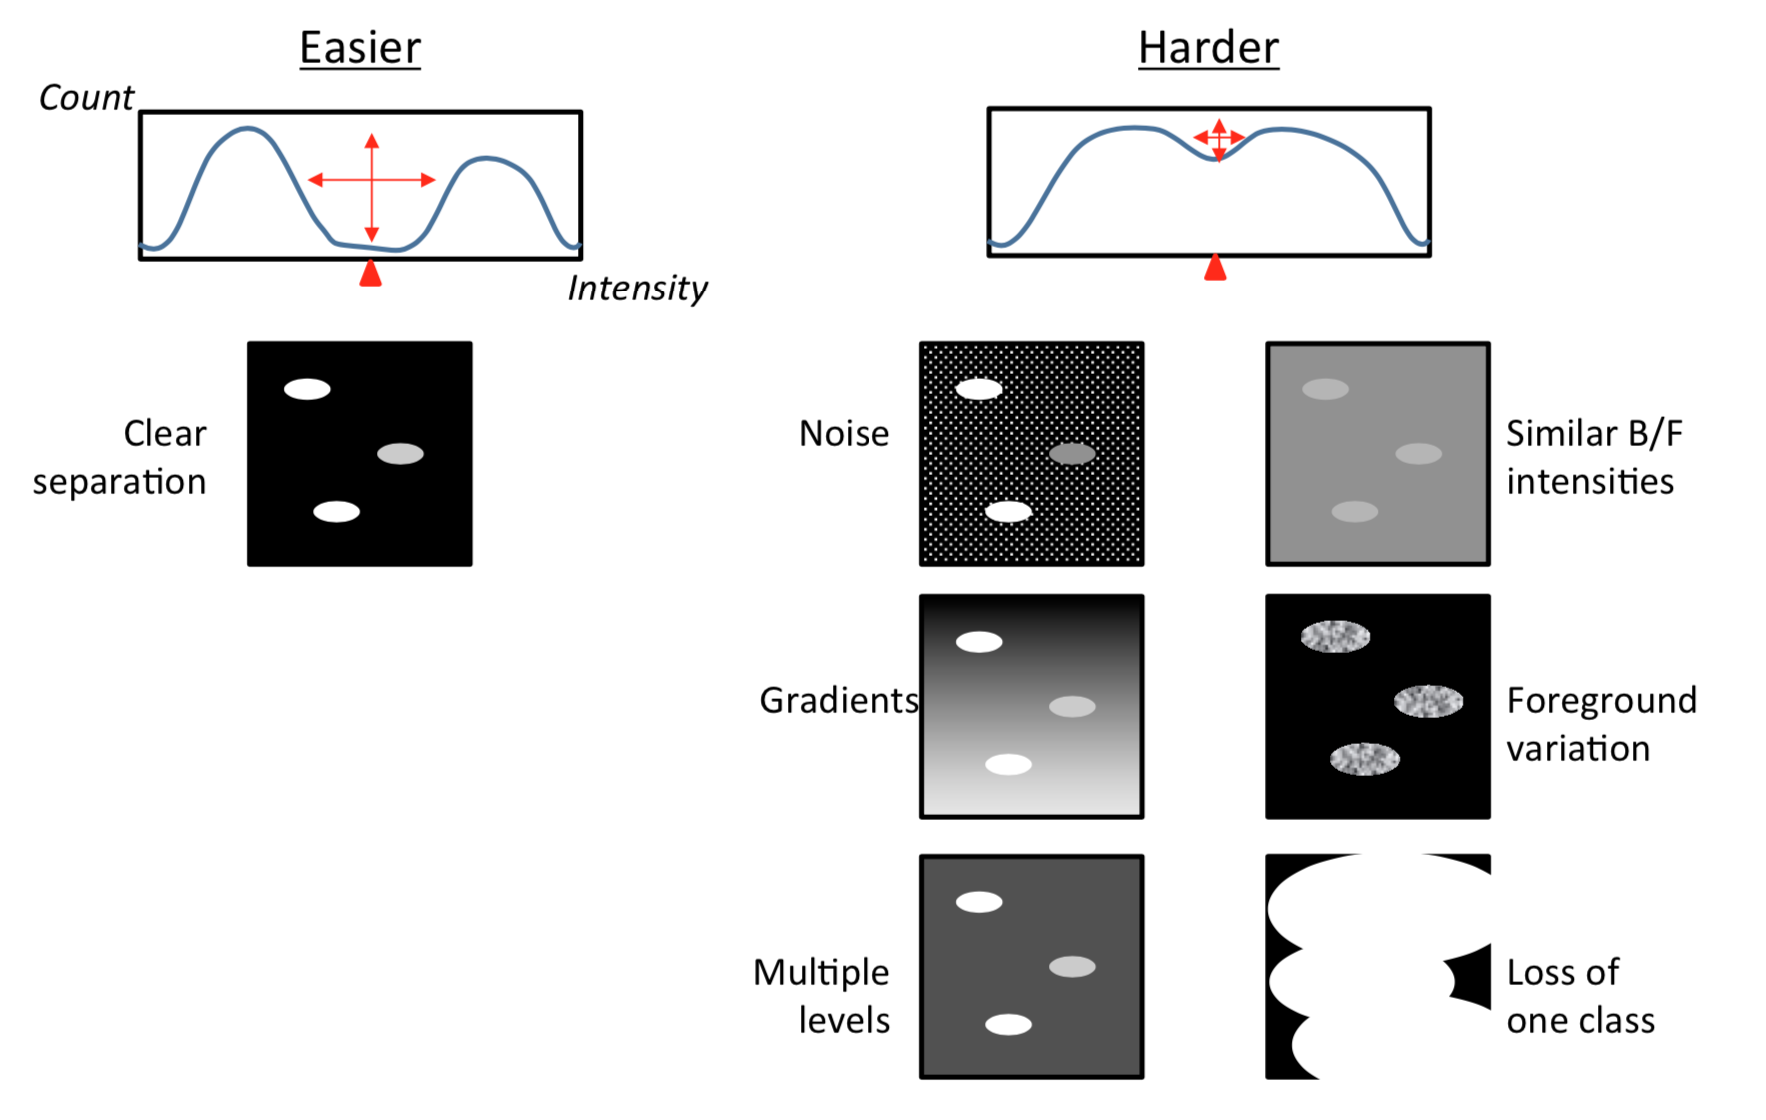 Easier
Harder
Count
Intensity
Clear
separation
Noise
Similar B/F
intensities
Gradients
Foreground
variation
Multiple
levels
Loss of
one class